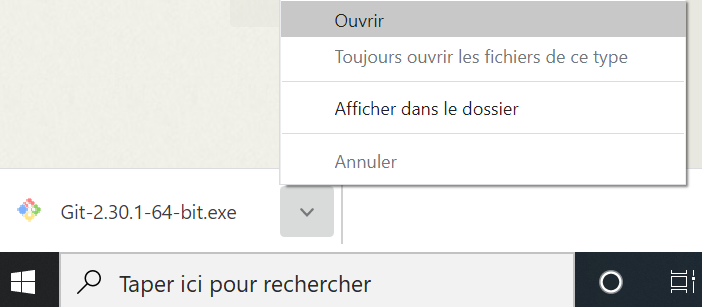 Ouvrir
Toujours ouvrir les fichiers de ce type
Afficher dans le dossier
Annuler
Git-2.30.1-64-bit.exe
Taper ici pour rechercher